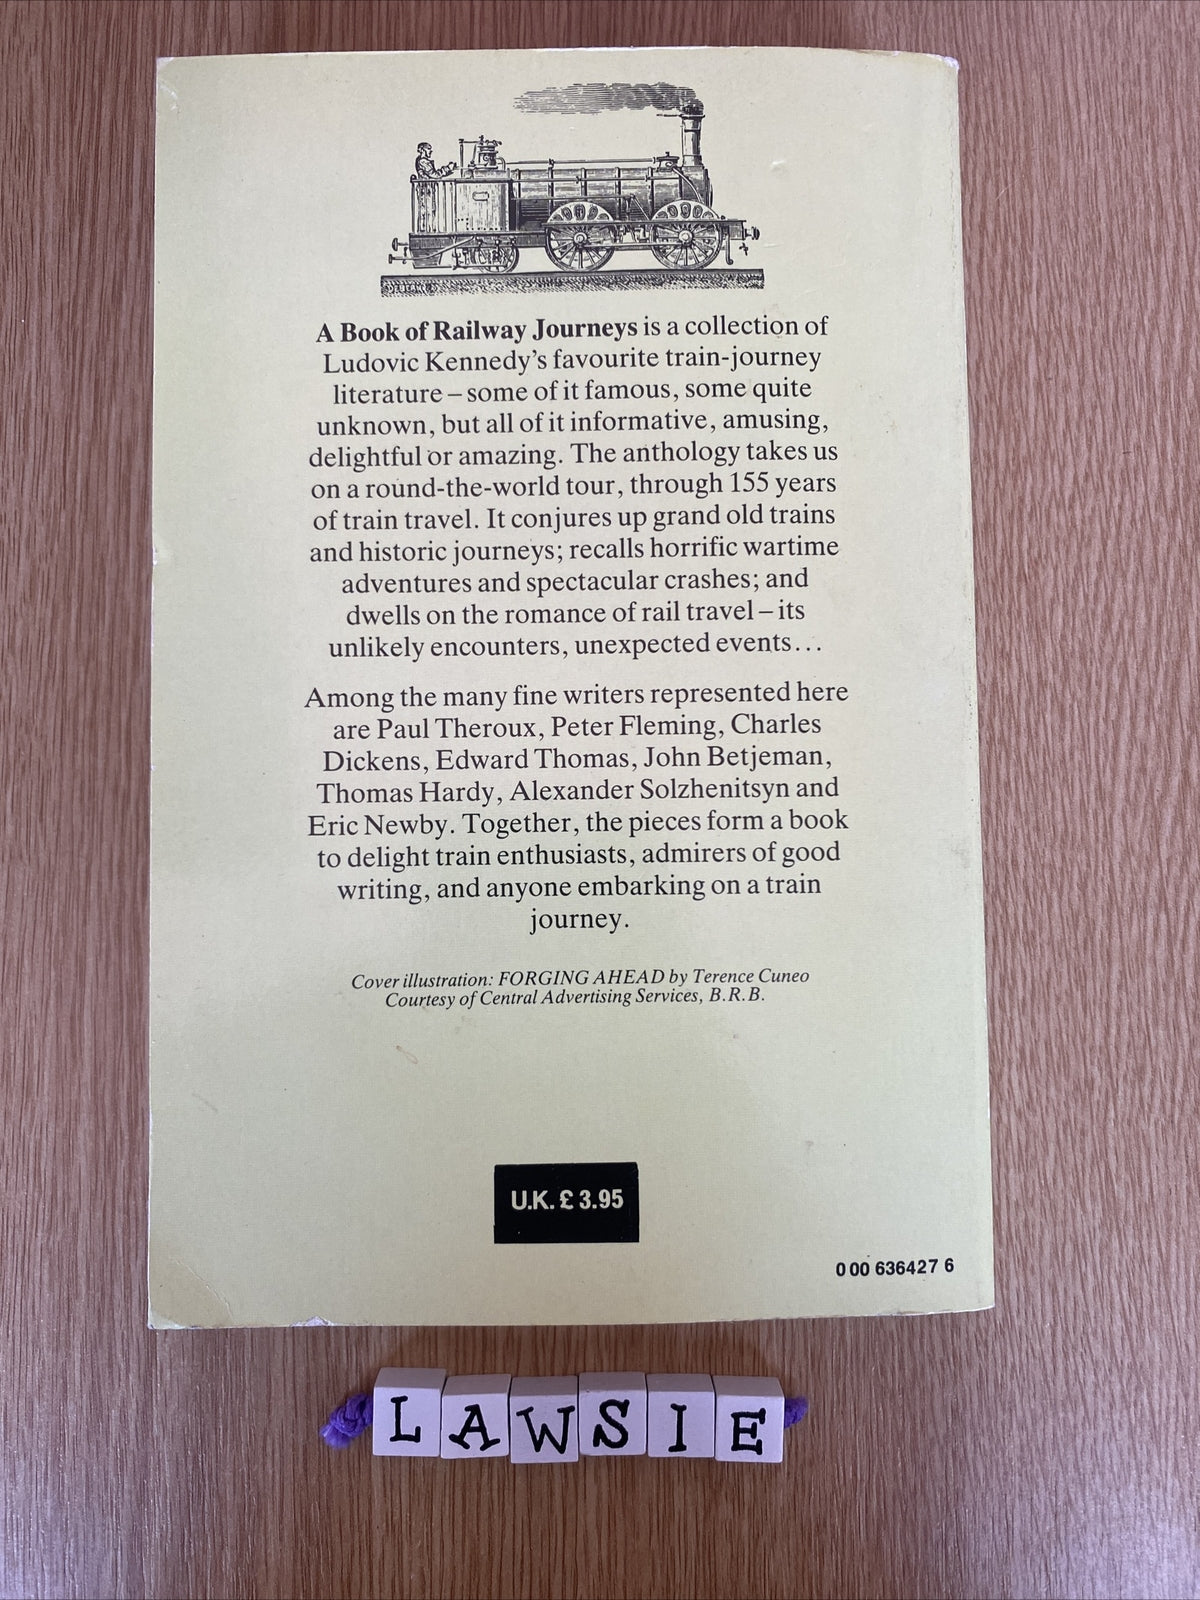 A Book of Railway Journeys is a collection of
Ludovic Kennedy's favourite train-journey
literature – some of it famous, some quite
unknown, but all of it informative, amusing,
delightful or amazing. The anthology takes us
on a round-the-world tour, through 155 years
of train travel. It conjures up grand old trains
and historic journeys; recalls horrific wartime
adventures and spectacular crashes; and
dwells on the romance of rail travel – its
unlikely encounters, unexpected events...
Among the many fine writers represented here
are Paul Theroux, Peter Fleming, Charles
Dickens, Edward Thomas, John Betjeman,
Thomas Hardy, Alexander Solzhenitsyn and
Eric Newby. Together, the pieces form a book
to delight train enthusiasts, admirers of good
writing, and anyone embarking on a train
journey.
Cover illustration: FORGING AHEAD by Terence Cuneo
Courtesy of Central Advertising Services, B.R.B.
U.K. £ 3.95
0 00 636427 6
LAWSIE